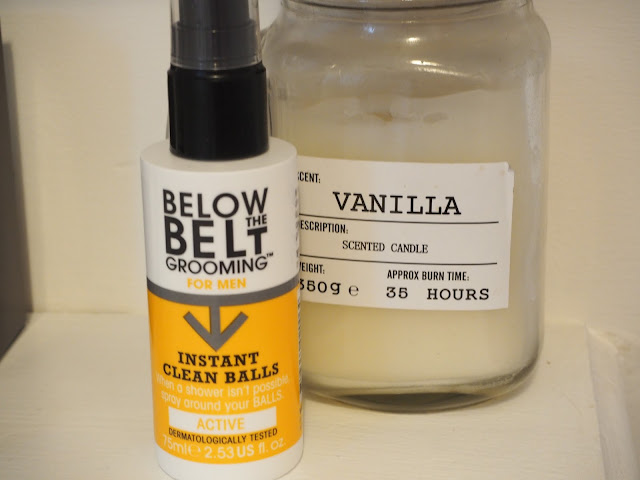 BELOW
THE
BELT
GROOMING™
FOR MEN
INSTANT
CLEAN BALLS
when a shower isn't possible
spray around your BALLS.
ACTIVE
DERMATOLOGICALLY TESTED
75ml e 2.53 US fl. oz.
SCENT:
VANILLA
DESCRIPTION:
SCENTED CANDLE
WEIGHT:
350g e
APPROX BURN TIME:
35 HOURS